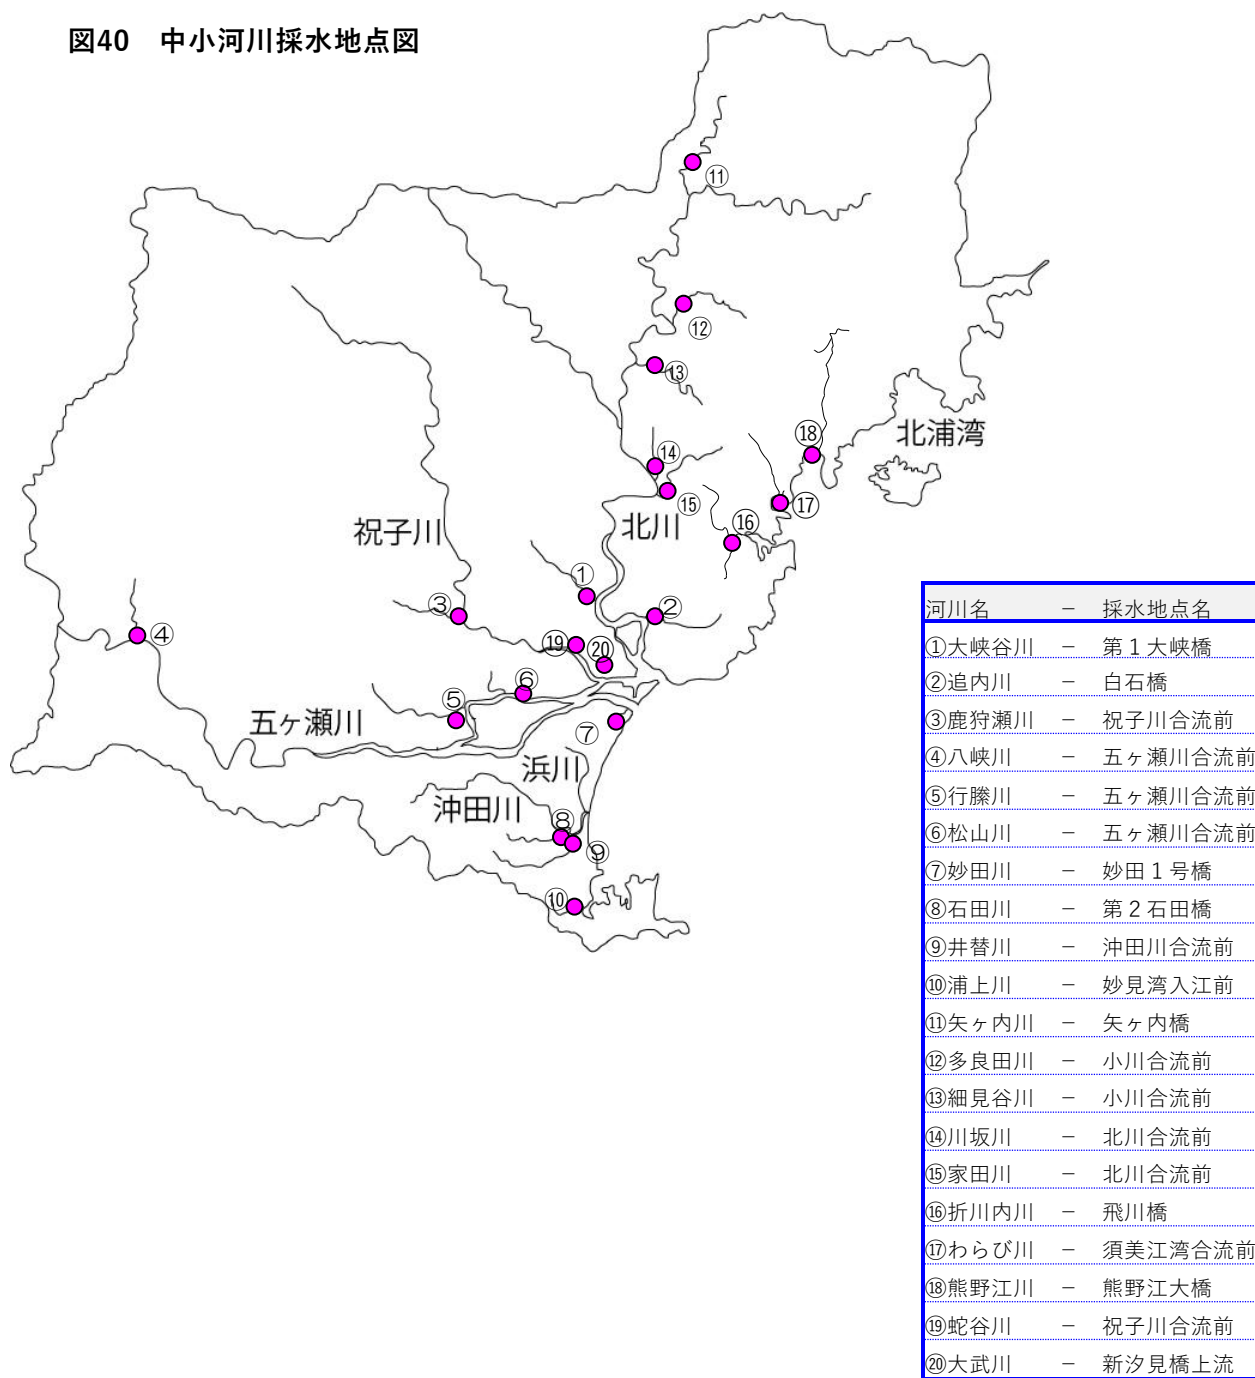 図40　中小河川採水地点図
⑪
⑫
⑬
⑱
北浦湾
⑭
⑮
⑰
北川
⑯
祝子川
①
③
②
④
⑲
⑳
⑥
⑤
五ヶ瀬川
⑦
浜川
沖田川
⑧
⑨
⑩
河川名　－　採水地点名
①大峡谷川　－　第１大峡橋
②追内川　－　白石橋
③鹿狩瀬川　－　祝子川合流前
④八峡川　－　五ヶ瀬川合流前
⑤行縢川　－　五ヶ瀬川合流前
⑥松山川　－　五ヶ瀬川合流前
⑦妙田川　－　妙田１号橋
⑧石田川　－　第２石田橋
⑨井替川　－　沖田川合流前
⑩浦上川　－　妙見湾入江前
⑪矢ヶ内川　－　矢ヶ内橋
⑫多良田川　－　小川合流前
⑬細見谷川　－　小川合流前
⑭川坂川　－　北川合流前
⑮家田川　－　北川合流前
⑯折川内川　－　飛川橋
⑰わらび川　－　須美江湾合流前
⑱熊野江川　－　熊野江大橋
⑲蛇谷川　－　祝子川合流前
⑳大武川　－　新汐見橋上流